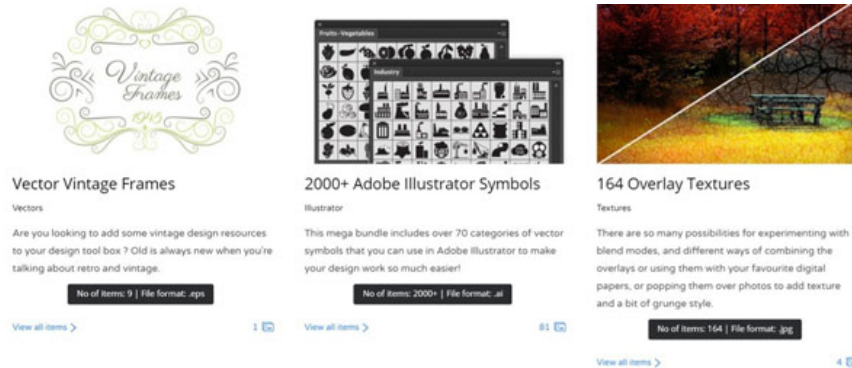 Vintage
Frames
1945
Vector Vintage Frames
Vectors
Are you looking to add some vintage design resources
to your design tool box ? Old is always new when you're
talking about retro and vintage.
No of items: 9 | File format: .eps
View all items >
1
Fruits-Vegetables
Industry
2000+ Adobe Illustrator Symbols
Illustrator
This mega bundle includes over 70 categories of vector
symbols that you can use in Adobe Illustrator to make
your design work so much easier!
No of items: 2000+ | File format: .ai
View all items >
81
164 Overlay Textures
Textures
There are so many possibilities for experimenting with
blend modes, and different ways of combining the
overlays or using them with your favourite digital
papers, or popping them over photos to add texture
and a bit of grunge style.
No of items: 164 | File format: .jpg
View all items >
4